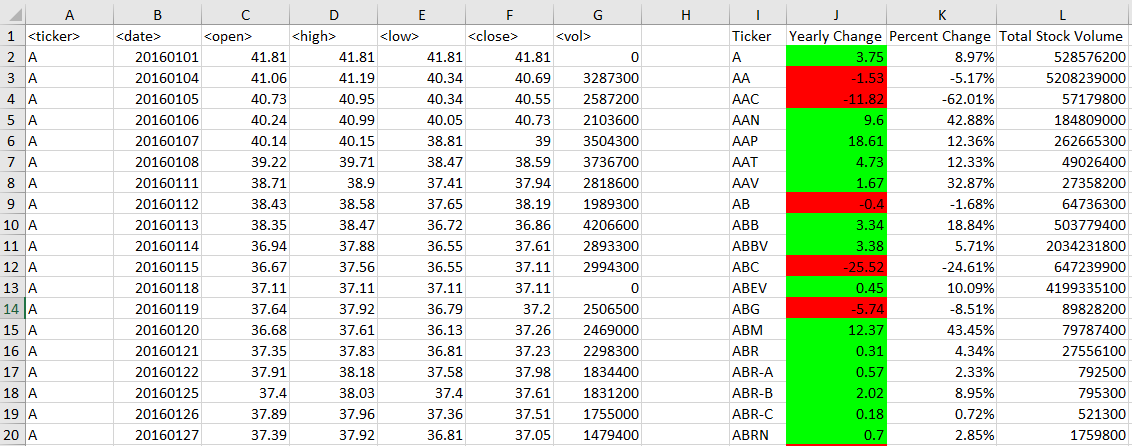 A B C D E F G H I J K L
1 <ticker> <date> <open> <high> <low> <close> <vol> Ticker Yearly Change Percent Change Total Stock Volume
2 A 20160101 41.81 41.81 41.81 41.81 0 A 3.75 8.97% 528576200
3 A 20160104 41.06 41.19 40.34 40.69 3287300 AA -1.53 -5.17% 5208239000
4 A 20160105 40.73 40.95 40.34 40.55 2587200 AAC -11.82 -62.01% 57179800
5 A 20160106 40.24 40.99 40.05 40.73 2103600 AAN 9.6 42.88% 184809000
6 A 20160107 40.14 40.15 38.81 39 3504300 AAP 18.61 12.36% 262665300
7 A 20160108 39.22 39.71 38.47 38.59 3736700 AAT 4.73 12.33% 49026400
8 A 20160111 38.71 38.9 37.41 37.94 2818600 AAV 1.67 32.87% 27358200
9 A 20160112 38.43 38.58 37.65 38.19 1989300 AB -0.4 -1.68% 64736300
10 A 20160113 38.35 38.47 36.72 36.86 4206600 ABB 3.34 18.84% 503779400
11 A 20160114 36.94 37.88 36.55 37.61 2893300 ABBV 3.38 5.71% 2034231800
12 A 20160115 36.67 37.56 36.55 37.11 2994300 ABC -25.52 -24.61% 647239900
13 A 20160118 37.11 37.11 37.11 37.11 0 ABEV 0.45 10.09% 4199335100
14 A 20160119 37.64 37.92 36.79 37.2 2506500 ABG -5.74 -8.51% 89828200
15 A 20160120 36.68 37.61 36.13 37.26 2469000 ABM 12.37 43.45% 79787400
16 A 20160121 37.35 37.83 36.81 37.23 2298300 ABR 0.31 4.34% 27556100
17 A 20160122 37.91 38.18 37.58 37.98 1834400 ABR-A 0.57 2.33% 792500
18 A 20160125 37.4 38.03 37.4 37.61 1831200 ABR-B 2.02 8.95% 795300
19 A 20160126 37.89 37.96 37.36 37.51 1755000 ABR-C 0.18 0.72% 521300
20 A 20160127 37.39 37.92 36.81 37.05 1479400 ABRN 0.7 2.85% 1759800